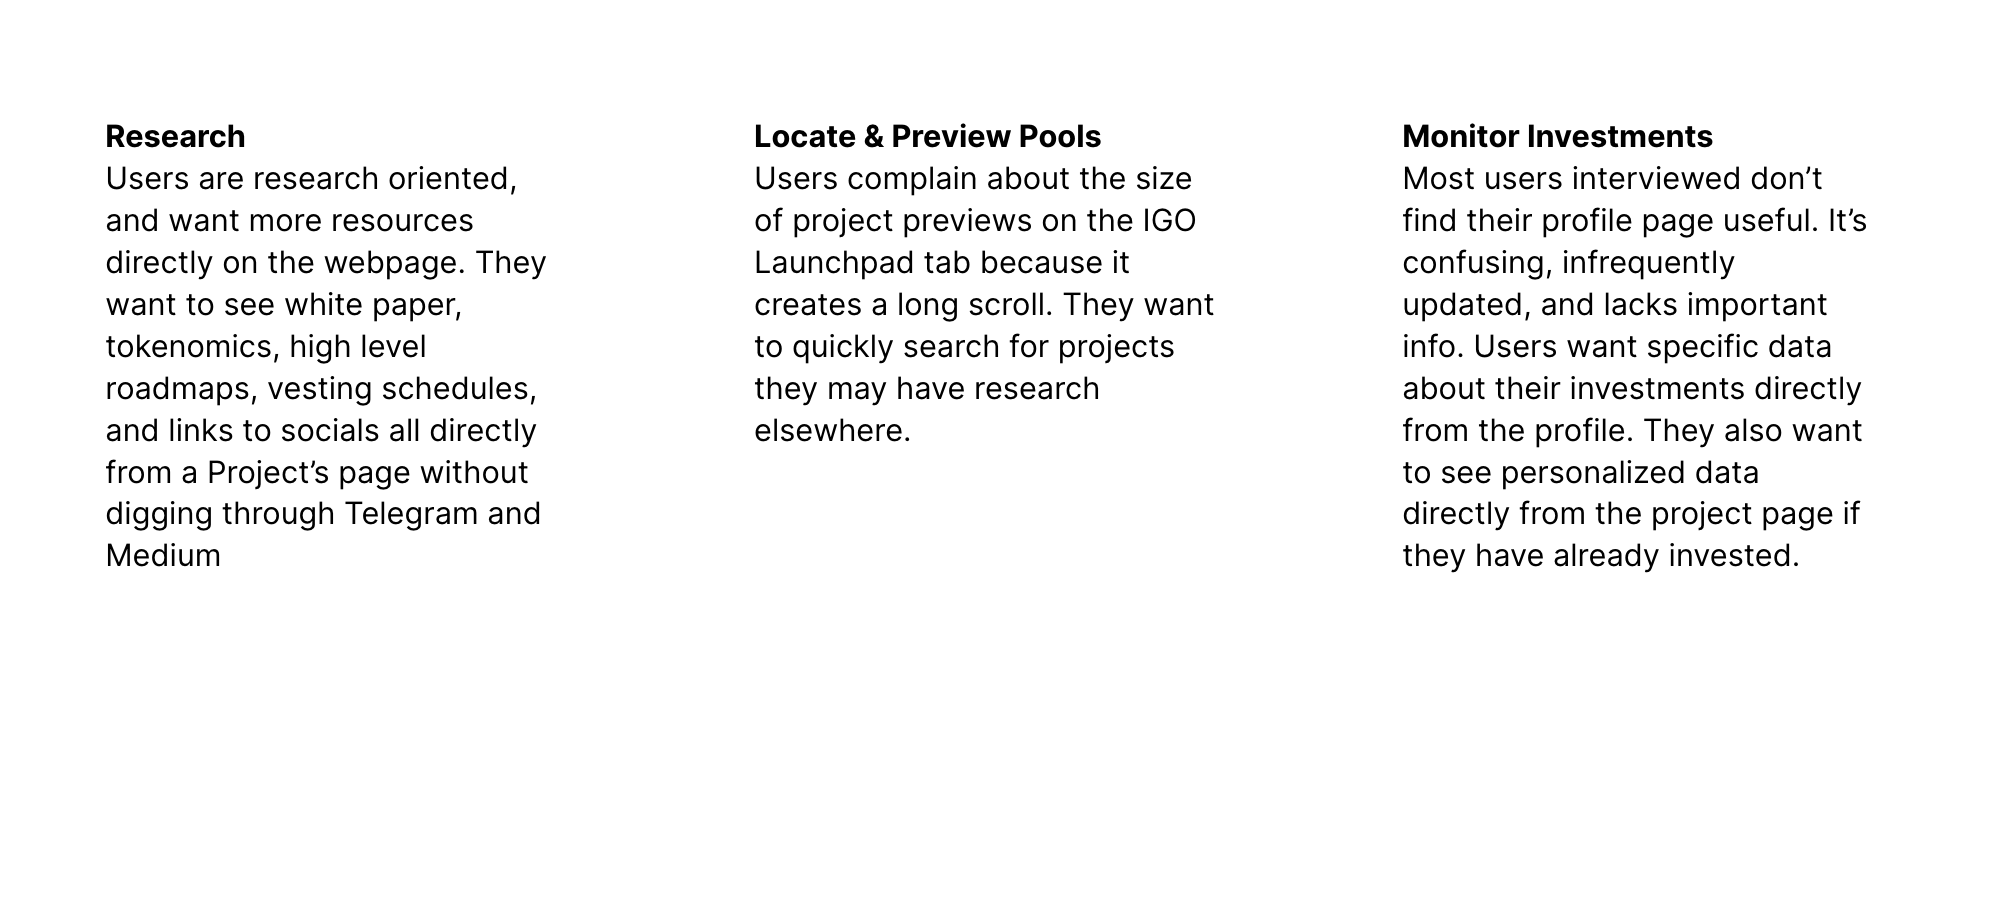 Research
Users are research oriented,
and want more resources
directly on the webpage. They
want to see white paper,
tokenomics, high level
roadmaps, vesting schedules,
and links to socials all directly
from a Project’s page without
digging through Telegram and
Medium
Locate & Preview Pools
Users complain about the size
of project previews on the IGO
Launchpad tab because it
creates a long scroll. They want
to quickly search for projects
they may have research
elsewhere.
Monitor Investments
Most users interviewed don’t
find their profile page useful. It’s
confusing, infrequently
updated, and lacks important
info. Users want specific data
about their investments directly
from the profile. They also want
to see personalized data
directly from the project page if
they have already invested.